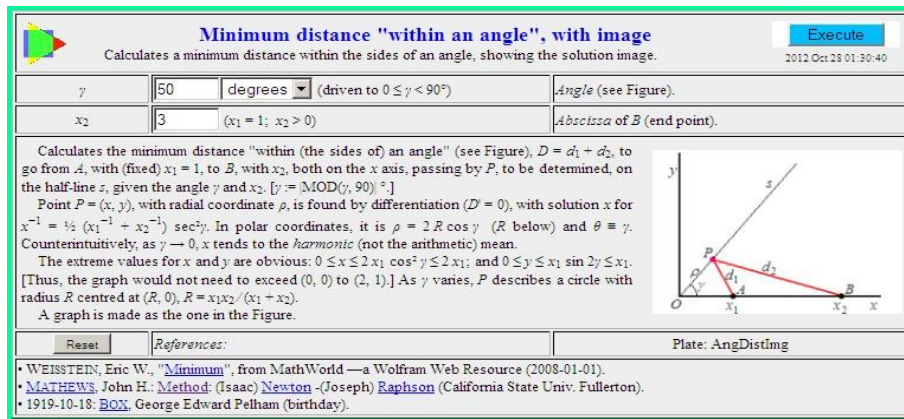 Minimum distance "within an angle", with image
Calculates a minimum distance within the sides of an angle, showing the solution image.
Execute
2012.Oct.28 01:30:40
γ 50 degrees (driven to 0 ≤ γ < 90°) Angle (see Figure).
x₂ 3 (x₁ = 1; x₂ > 0) Abscissa of B (end point).
Calculates the minimum distance "within (the sides of) an angle" (see Figure), D = d₁ + d₂, to
go from A, with (fixed) x₁ = 1, to B, with x₂, both on the x axis, passing by P, to be determined, on
the half-line s, given the angle γ and x₂. [γ := |MOD(γ, 90)| °.]
Point P = (x, y), with radial coordinate ρ, is found by differentiation (D' = 0), with solution x for
x⁻¹ = ½ (x₁⁻¹ + x₂⁻¹) sec²γ. In polar coordinates, it is ρ = 2 R cos γ (R below) and θ ≡ γ.
Counterintuitively, as γ → 0, x tends to the harmonic (not the arithmetic) mean.
The extreme values for x and y are obvious: 0 ≤ x ≤ 2 x₁ cos² γ ≤ 2 x₁; and 0 ≤ y ≤ x₁ sin 2γ ≤ x₁.
[Thus, the graph would not need to exceed (0, 0) to (2, 1).] As γ varies, P describes a circle with
radius R centred at (R, 0), R = x₁x₂ / (x₁ + x₂).
A graph is made as the one in the Figure.
y
s
P
d₂
ρ
d₁
γ
A
B
O
x₁
x₂
x
Reset References: Plate: AngDistImg
• WEISSTEIN, Eric W., "Minimum", from MathWorld —a Wolfram Web Resource (2008-01-01).
• MATHEWS, John H.: Method: (Isaac) Newton -(Joseph) Raphson (California State Univ. Fullerton).
• 1919-10-18: BOX, George Edward Pelham (birthday).